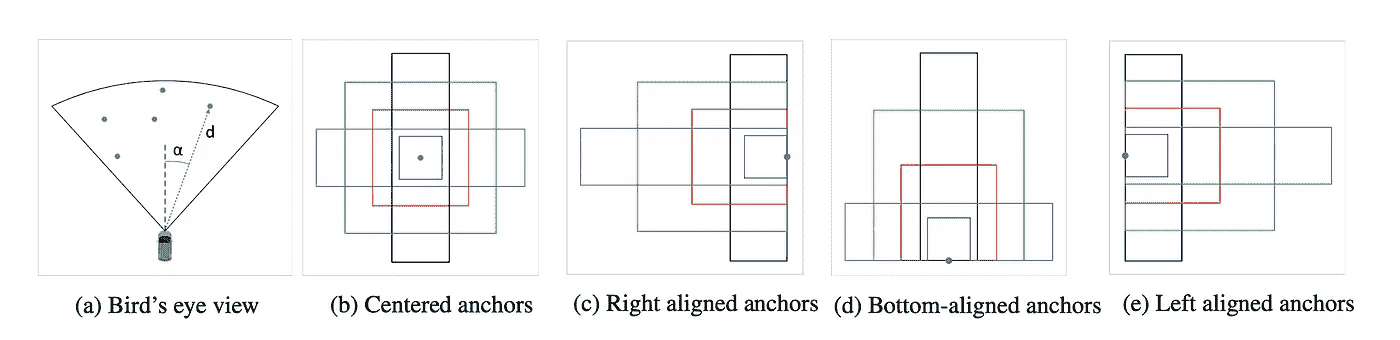 d
α
(a) Bird's eye view
(b) Centered anchors
(c) Right aligned anchors
(d) Bottom-aligned anchors
(e) Left aligned anchors